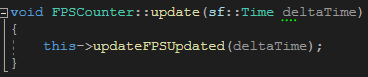 void FPSCounter::update(sf::Time deltaTime)
{
this->updateFPSUpdated(deltaTime);
}